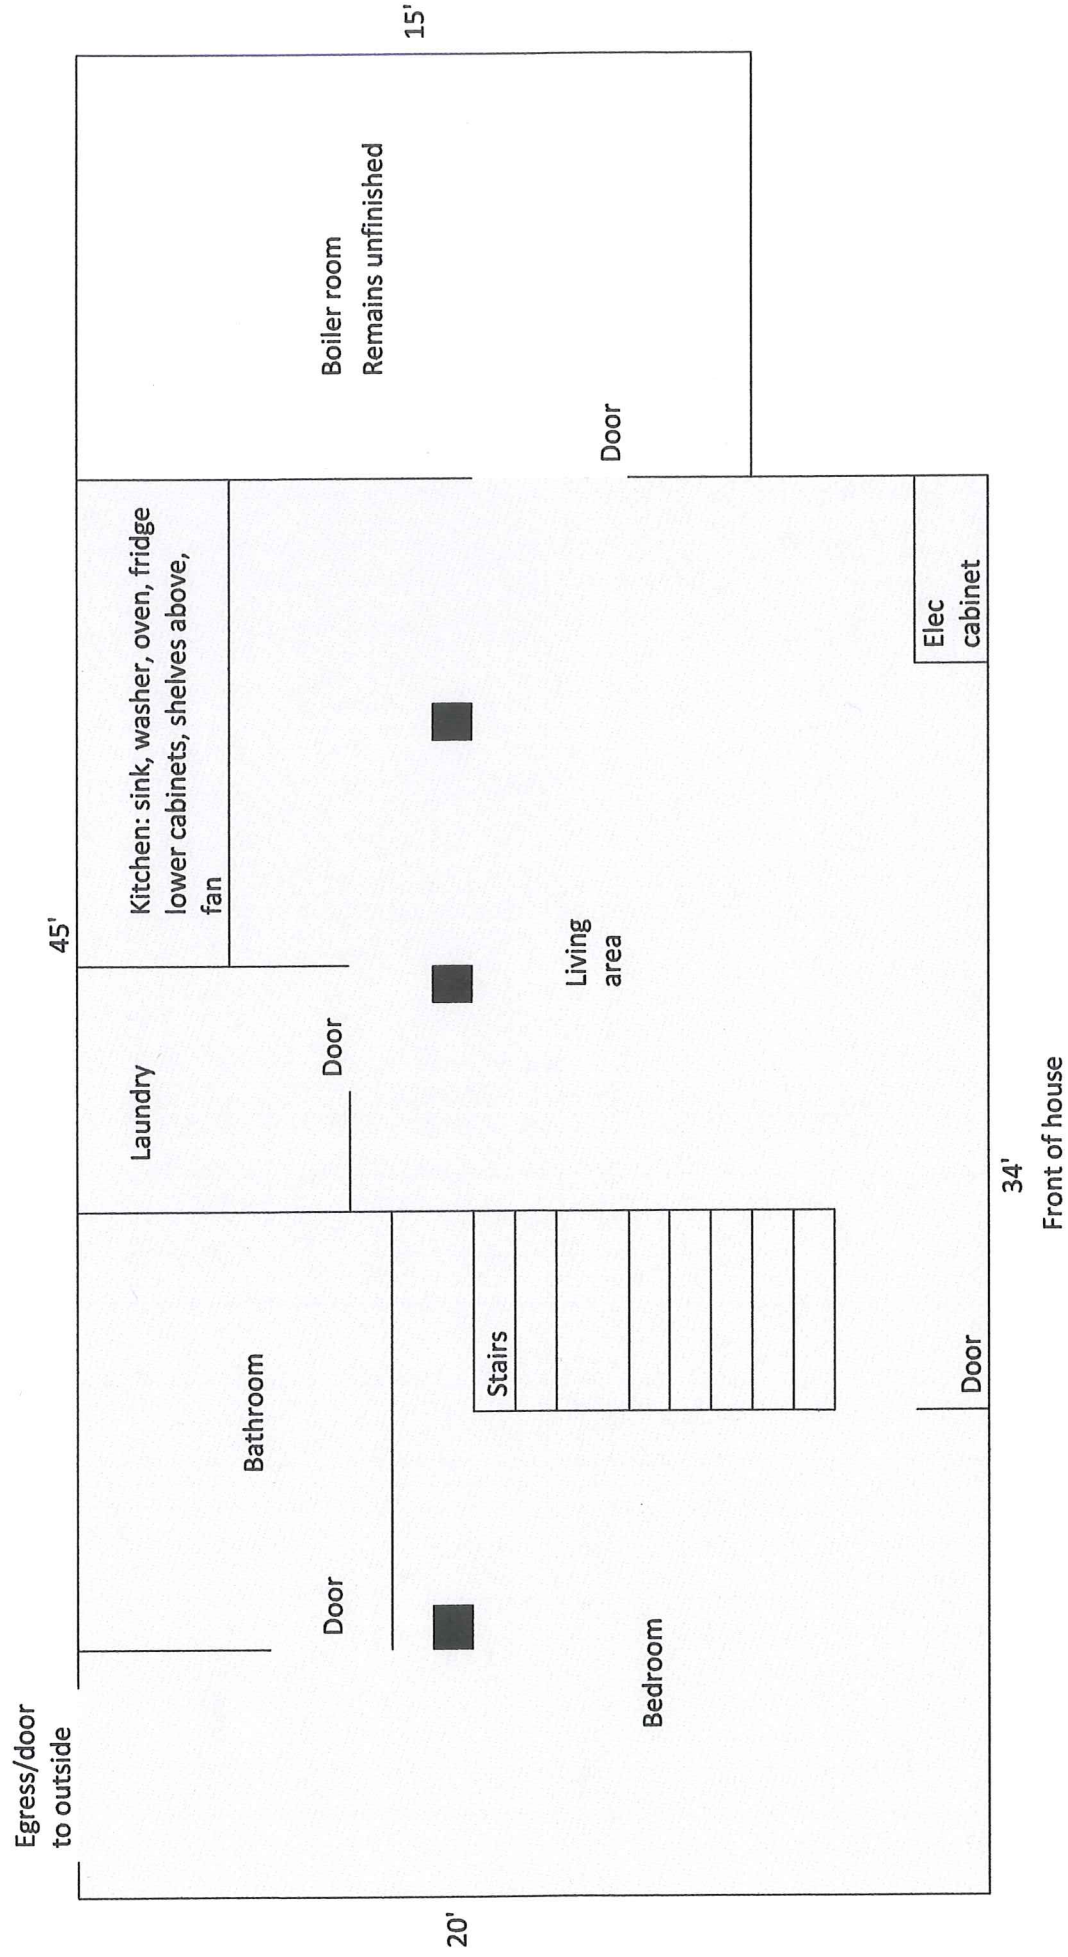 Egress/door
to outside
45'
15'
Laundry
Kitchen: sink, washer, oven, fridge
lower cabinets, shelves above,
fan
Bathroom
Door
Door
Boiler room
Remains unfinished
20'
Stairs
Living
area
Door
Bedroom
Elec
cabinet
Door
34'
Front of house